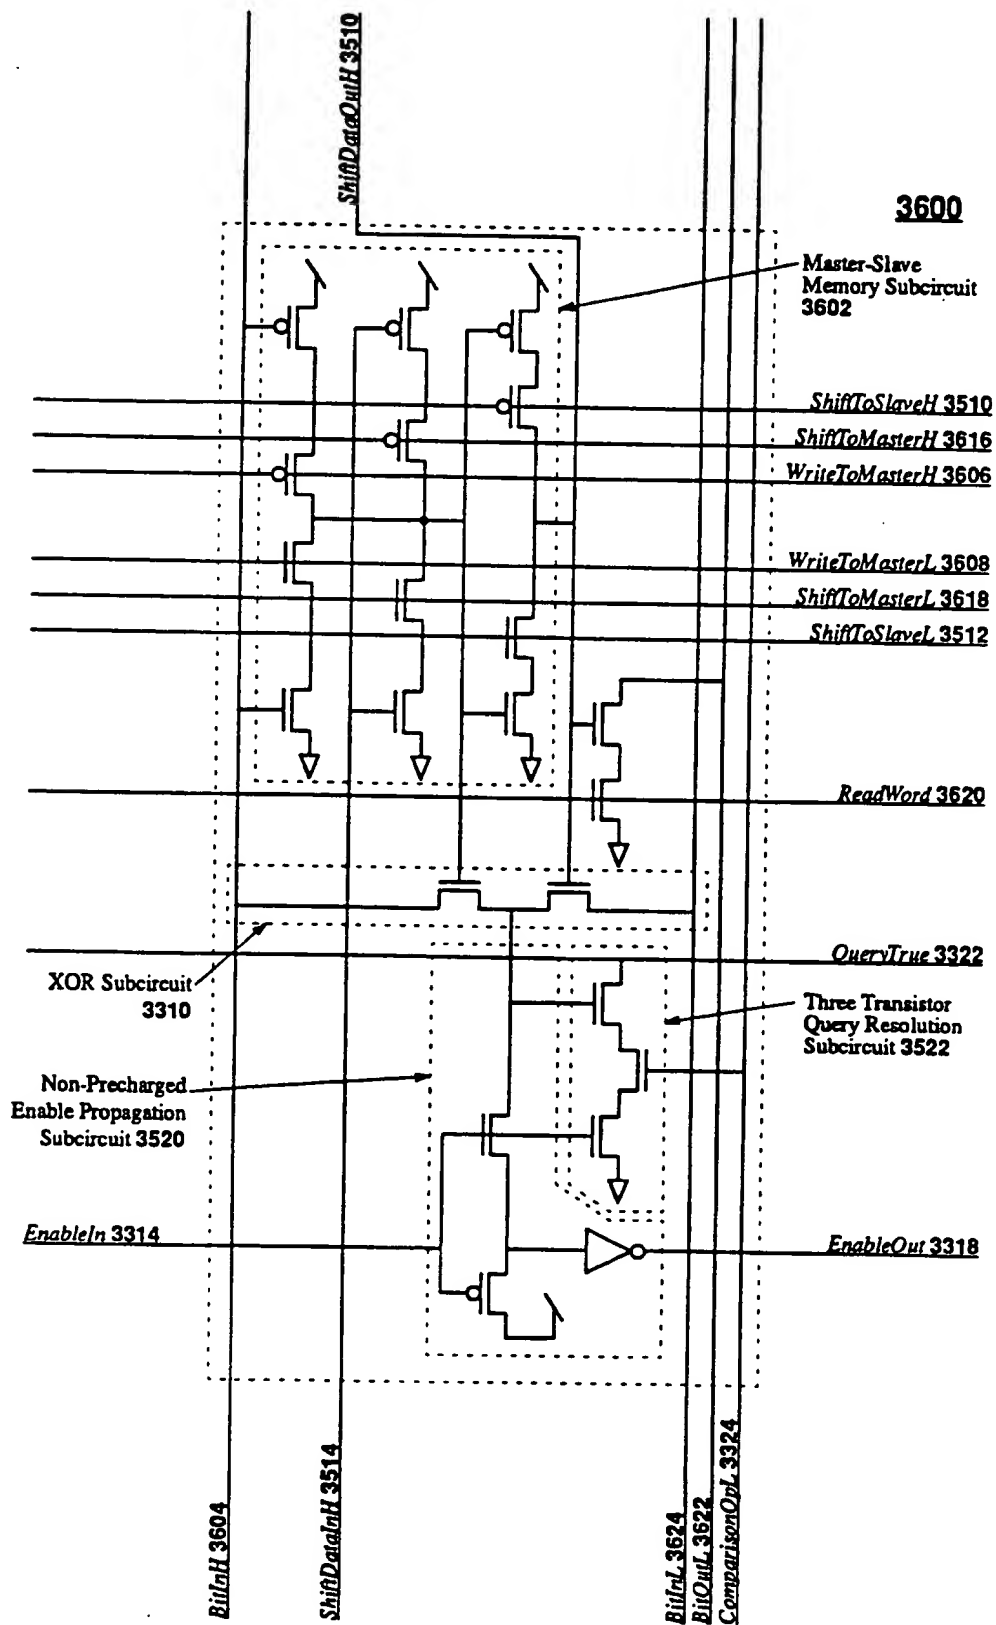 ShiftDataOutH 3510
3600
Master-Slave
Memory Subcircuit
3602
ShiftToSlaveH 3510
ShiftToMasterH 3616
WriteToMasterH 3606
WriteToMasterL 3608
ShiftToMasterL 3618
ShiftToSlaveL 3512
ReadWord 3620
QueryTrue 3322
XOR Subcircuit
3310
Three Transistor
Query Resolution
Subcircuit 3522
Non-Precharged
Enable Propagation
Subcircuit 3520
EnableIn 3314
EnableOut 3318
BitInH 3604
ShiftDataInH 3514
BitInL 3624
BitOutL 3622
ComparisonOpL 3324